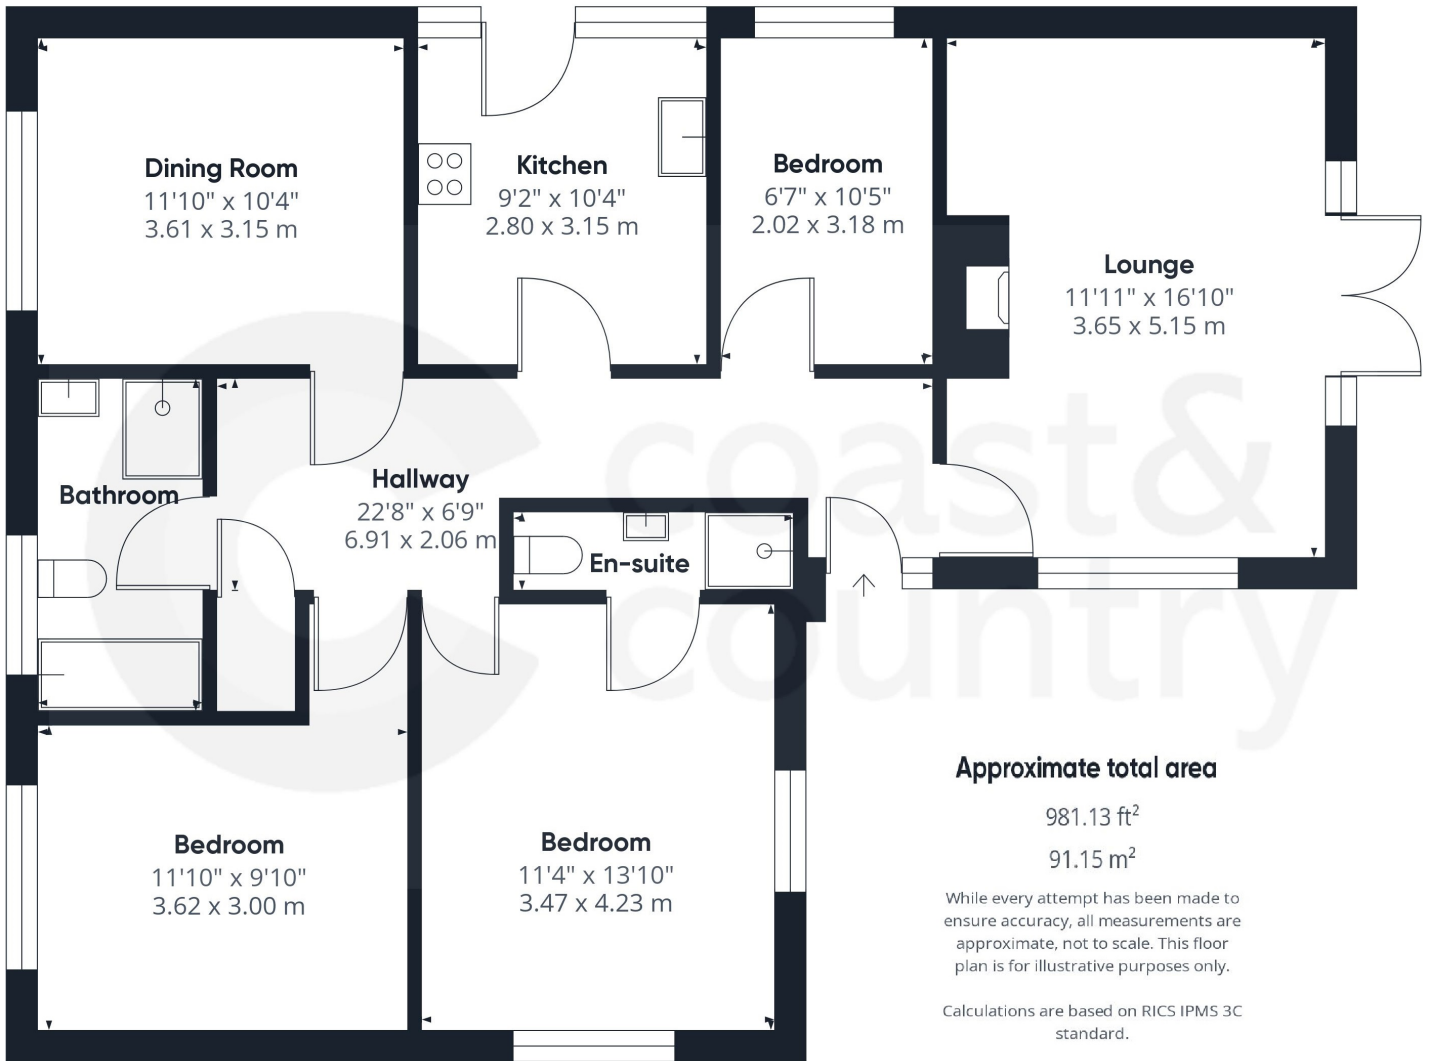 Dining Room
11'10" x 10'4"
3.61 x 3.15 m
Kitchen
9'2" x 10'4"
2.80 x 3.15 m
Bedroom
6'7" x 10'5"
2.02 x 3.18 m
Lounge
11'11" x 16'10"
3.65 x 5.15 m
Bathroom
Hallway
22'8" x 6'9"
6.91 x 2.06 m
En-suite
coast &
country
Bedroom
11'10" x 9'10"
3.62 x 3.00 m
Bedroom
11'4" x 13'10"
3.47 x 4.23 m
Approximate total area
981.13 ft²
91.15 m²
While every attempt has been made to
ensure accuracy, all measurements are
approximate, not to scale. This floor
plan is for illustrative purposes only.
Calculations are based on RICS IPMS 3C
standard.